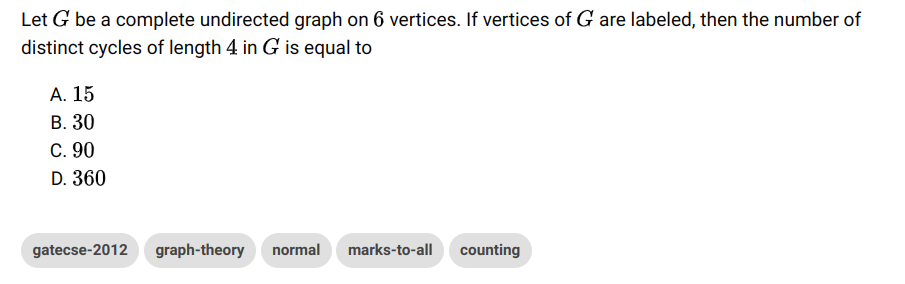 Let G be a complete undirected graph on 6 vertices. If vertices of G are labeled, then the number of
distinct cycles of length 4 in G is equal to
A. 15
B. 30
C. 90
D. 360
gatecse-2012 graph-theory normal marks-to-all counting